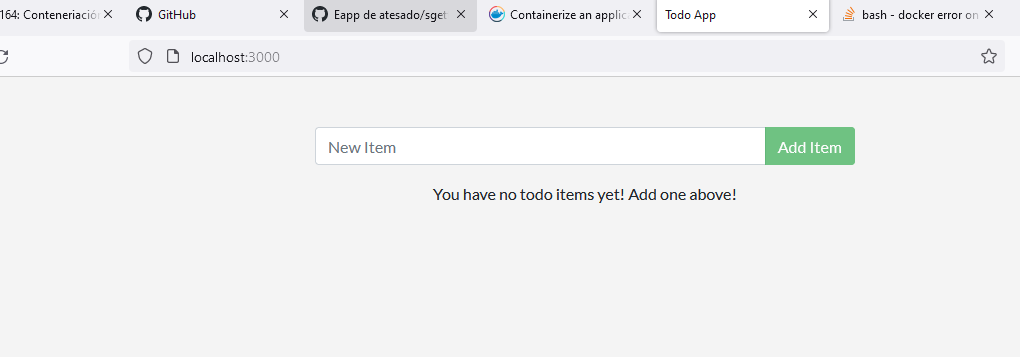 164: Conteneriación
GitHub
Eapp de atesado/sget
Containerize an applica
Todo App
bash - docker error on
localhost:3000
New Item
Add Item
You have no todo items yet! Add one above!